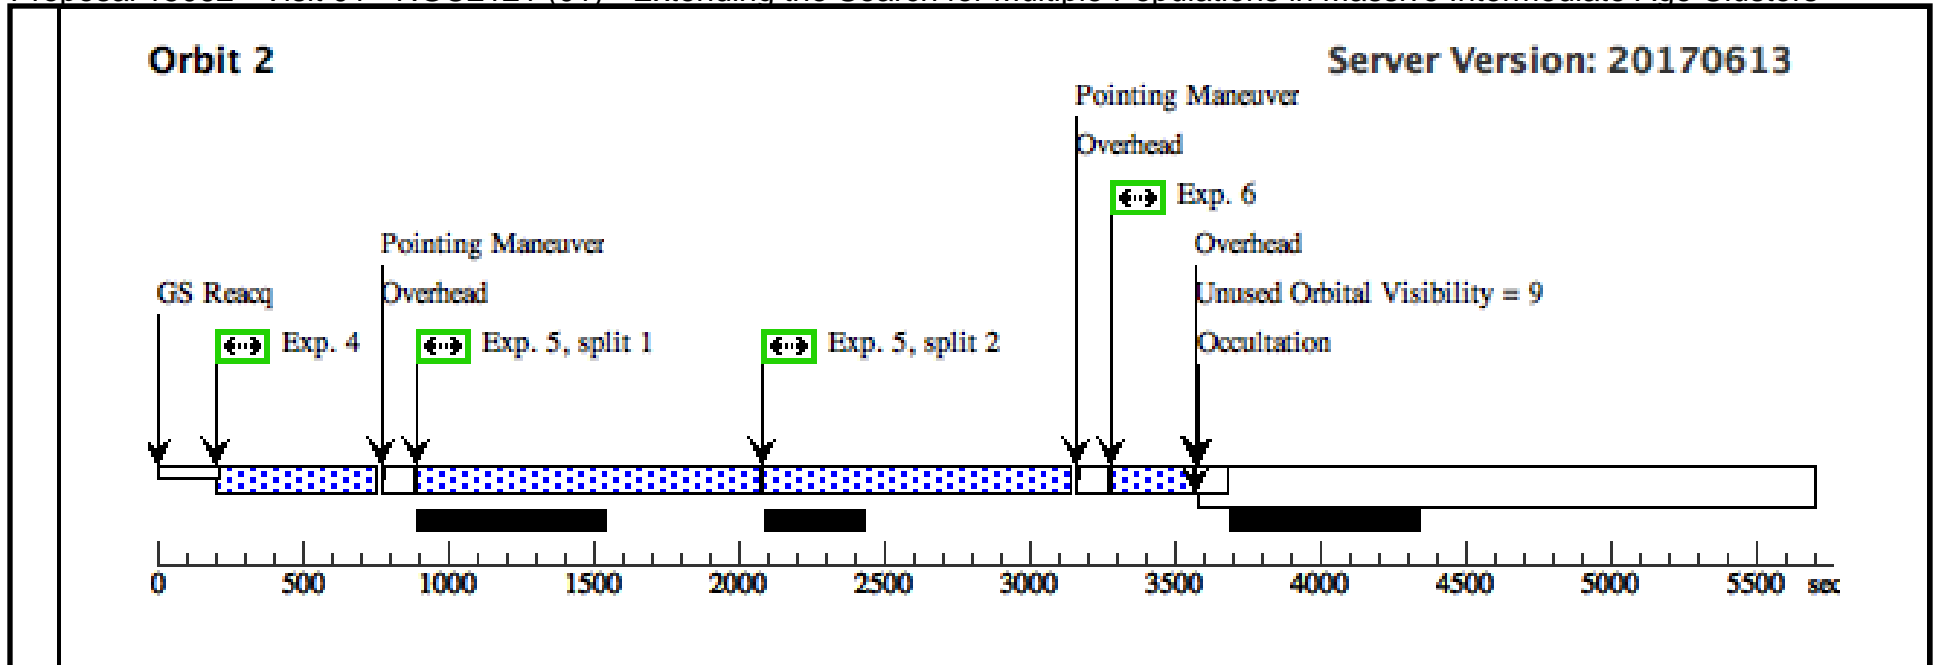 Orbit 2
Server Version: 20170613
Pointing Maneuver
Overhead
Exp. 6
Pointing Maneuver
Overhead
GS Reacq
Overhead
Unused Orbital Visibility = 9
Exp. 4
Exp. 5, split 1
Exp. 5, split 2
Occultation
0 500 1000 1500 2000 2500 3000 3500 4000 4500 5000 5500 sec